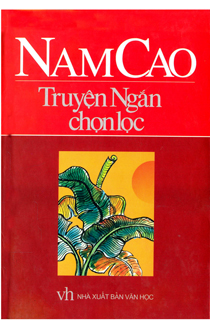 NAM CAO
Truyện Ngắn
chọn lọc
vh NHÀ XUẤT BẢN VĂN HỌC